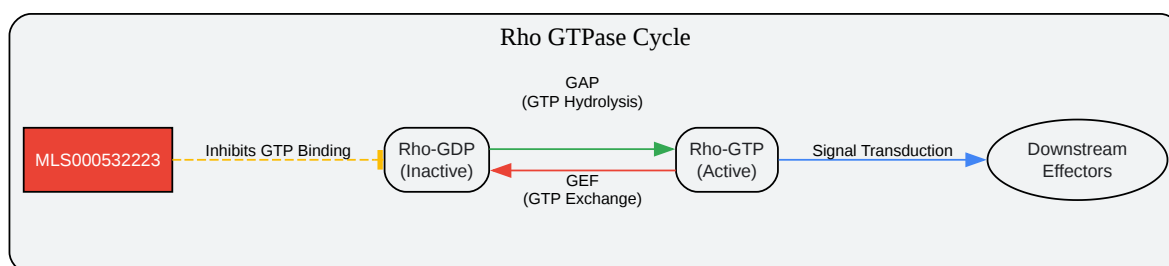 Rho GTPase Cycle
GAP
(GTP Hydrolysis)
MLS000532223
Inhibits GTP Binding
Rho-GDP
(Inactive)
Rho-GTP
(Active)
Signal Transduction
Downstream
Effectors
GEF
(GTP Exchange)